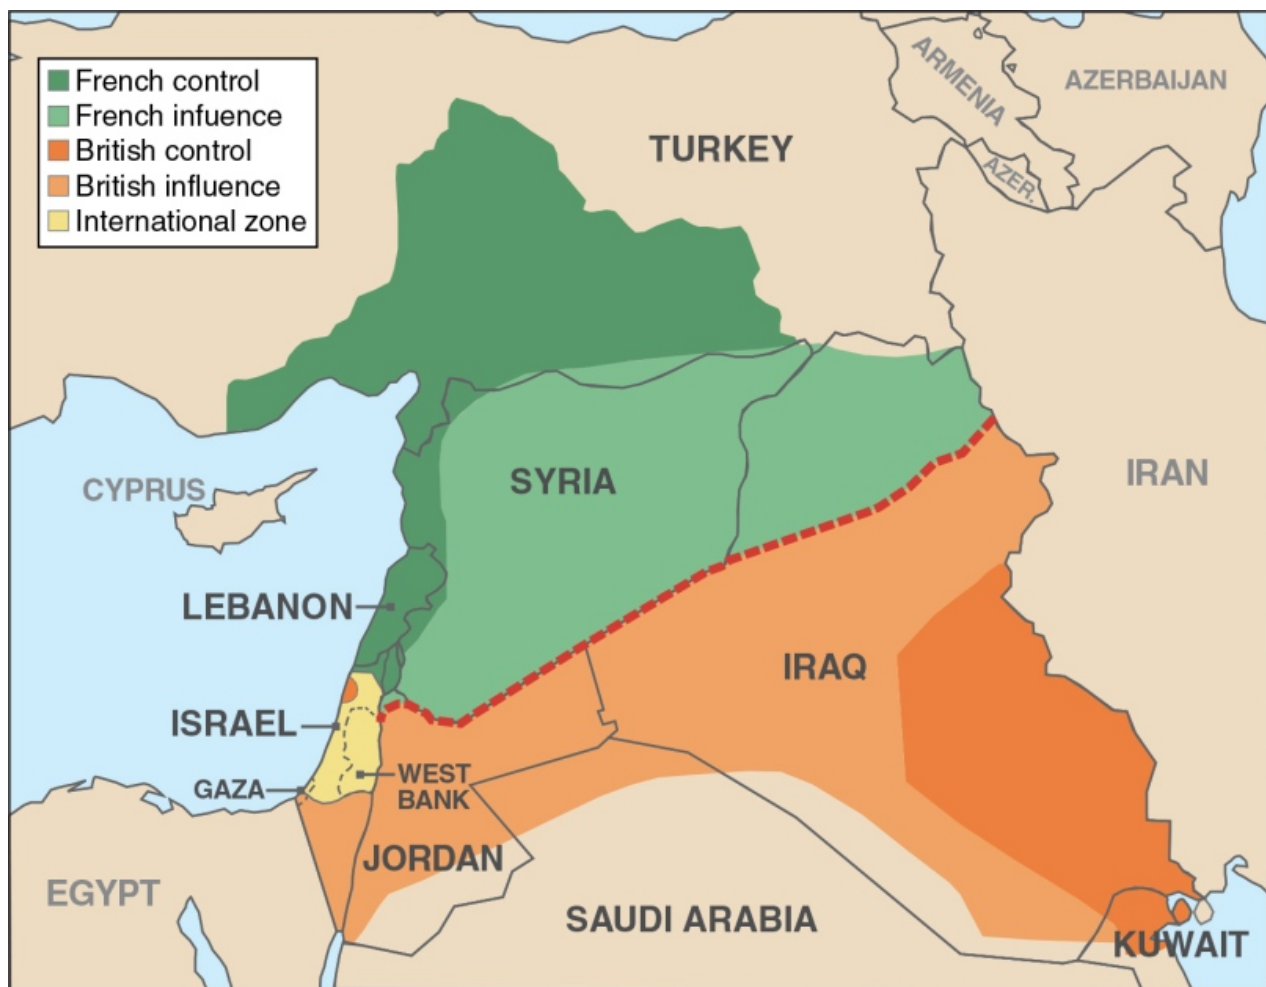 French control
French infuence
British control
British influence
International zone
ARMENIA
AZERBAIJAN
TURKEY
AZER.
SYRIA
IRAN
CYPRUS
LEBANON
IRAQ
ISRAEL
GAZA
WEST
BANK
JORDAN
EGYPT
SAUDI ARABIA
KUWAIT